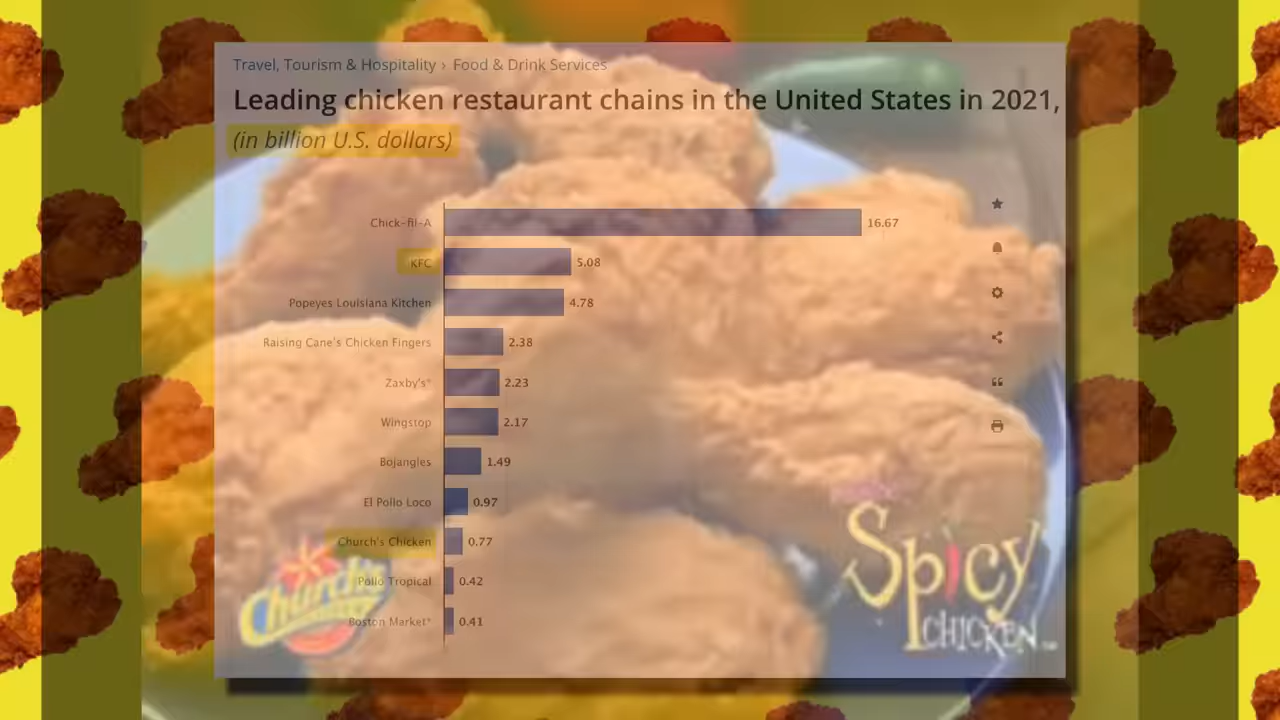 Travel, Tourism & Hospitality › Food & Drink Services
Leading chicken restaurant chains in the United States in 2021,
(in billion U.S. dollars)
Chick-fil-A 16.67
KFC 5.08
Popeyes Louisiana Kitchen 4.78
Raising Cane's Chicken Fingers 2.38
Zaxby's* 2.23
Wingstop 2.17
Bojangles 1.49
El Pollo Loco 0.97
Church's Chicken 0.77
Pollo Tropical 0.42
Boston Market* 0.41
Church's
Spicy
CHICKEN